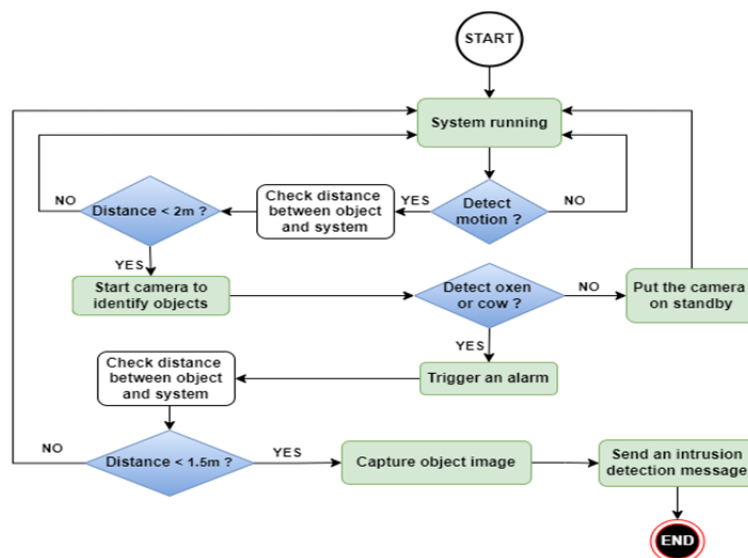 START
System running
Detect
motion ?
YES
NO
Check distance
between object
and system
Distance < 2m ?
NO
YES
Start camera to
identify objects
Detect oxen
or cow ?
NO
Put the camera
on standby
YES
Trigger an alarm
Check distance
between object
and system
Distance < 1.5m ?
NO
YES
Capture object image
Send an intrusion
detection message
END